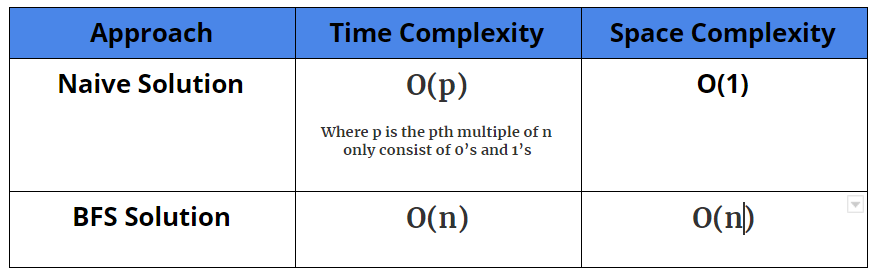 Approach Time Complexity Space Complexity
Naive Solution O(p) O(1)
Where p is the pth multiple of n
only consist of 0’s and 1’s
BFS Solution O(n) O(n)